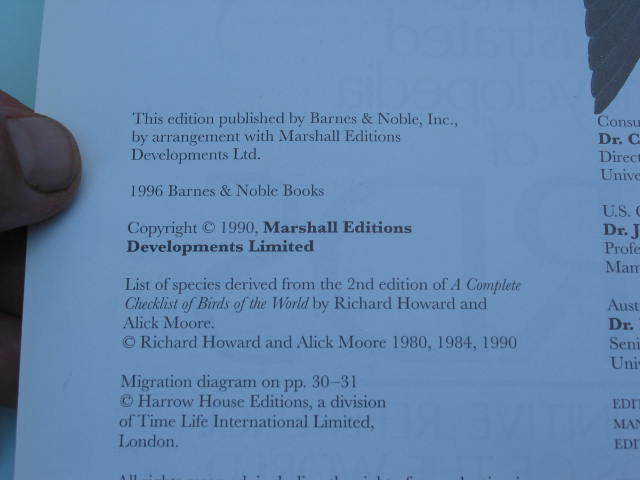 This edition published by Barnes & Noble, Inc.,
by arrangement with Marshall Editions
Developments Ltd.
1996 Barnes & Noble Books
Copyright © 1990, Marshall Editions
Developments Limited
List of species derived from the 2nd edition of A Complete
Checklist of Birds of the World by Richard Howard and
Alick Moore.
© Richard Howard and Alick Moore 1980, 1984, 1990
Migration diagram on pp. 30–31
© Harrow House Editions, a division
of Time Life International Limited,
London.
Consu
Dr. C
Direct
Unive
U.S. C
Dr. J
Profe
Mam
Aust
Dr.
Seni
Univ
EDIT
MAN
EDIT